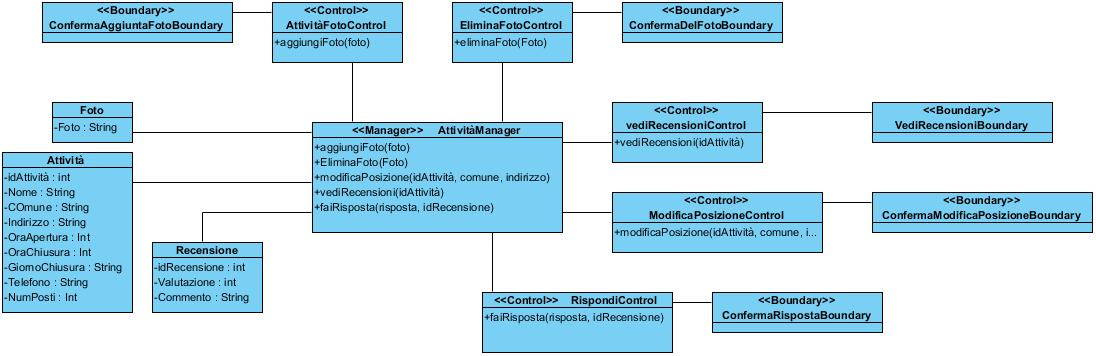 <<Boundary>>
ConfermaAggiuntaFotoBoundary
<<Control>>
AttivitàFotoControl
+aggiungiFoto(foto)
<<Control>>
EliminaFotoControl
+eliminaFoto(Foto)
<<Boundary>>
ConfermaDelFotoBoundary
Foto
-Foto : String
<<Manager>> AttivitàManager
+aggiungiFoto(foto)
+EliminaFoto(Foto)
+modificaPosizione(idAttività, comune, indirizzo)
+vediRecensioni(idAttività)
+faiRisposta(risposta, idRecensione)
<<Control>>
vediRecensioniControl
+vediRecensioni(idAttività)
<<Boundary>>
VediRecensioniBoundary
Attività
-idAttività : int
-Nome : String
-COmune : String
-Indirizzo : String
-OraApertura : Int
-OraChiusura : Int
-GiornoChiusura : String
-Telefono : String
-NumPosti : Int
Recensione
-idRecensione : int
-Valutazione : int
-Commento : String
<<Control>>
ModificaPosizioneControl
+modificaPosizione(idAttività, comune, i...
<<Boundary>>
ConfermaModificaPosizioneBoundary
<<Control>> RispondiControl
+faiRisposta(risposta, idRecensione)
<<Boundary>>
ConfermaRispostaBoundary